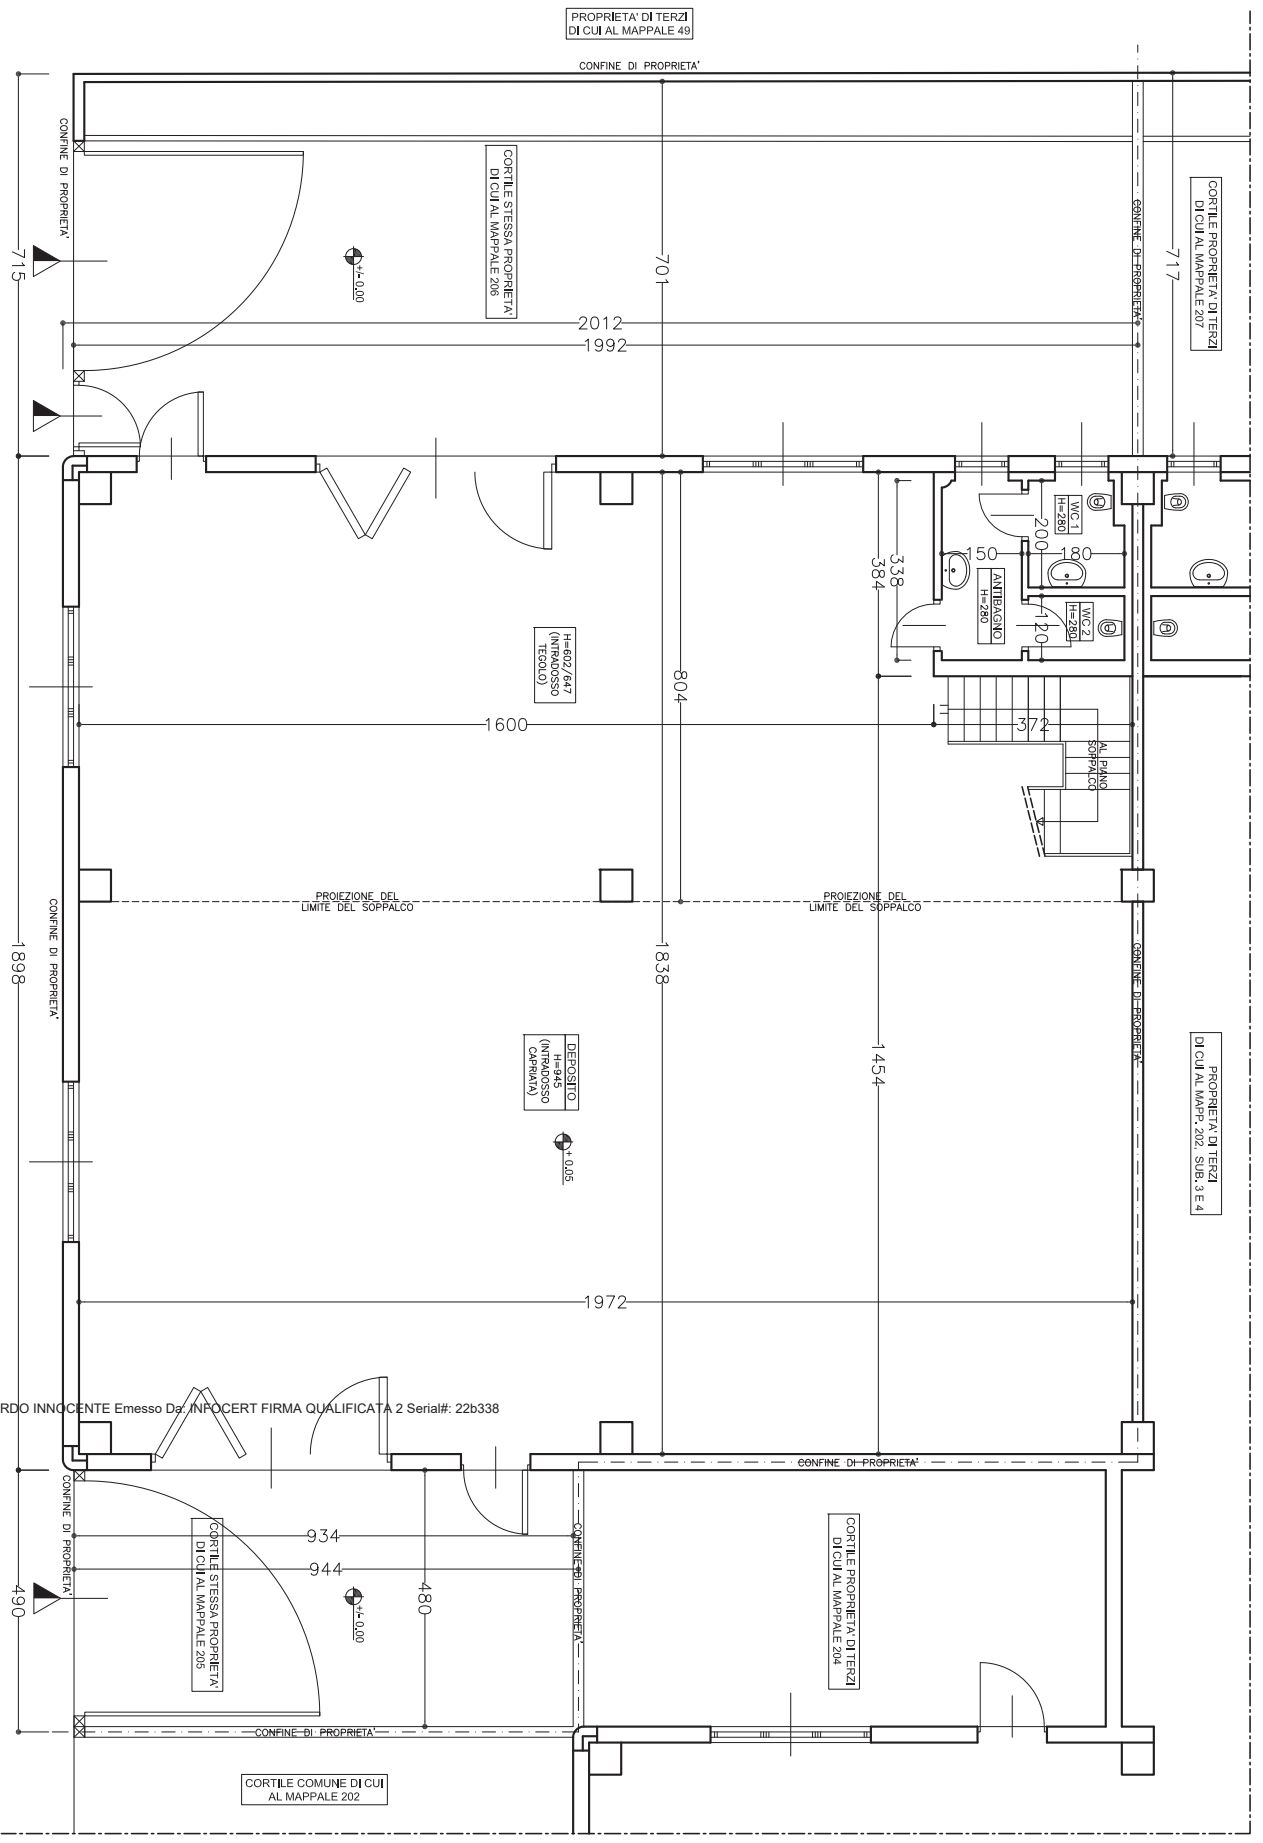 PROPRIETA' DI TERZI
DI CUI AL MAPPALE 49
CONFINE DI PROPRIETA'
CONFINE DI PROPRIETA'
CORTILE STESSA PROPRIETA'
DI CUI AL MAPPALE 206
CORTILE PROPRIETA' DI TERZI
DI CUI AL MAPPALE 207
CONFINE DI PROPRIETA'
715
+/- 0.00
701
717
2012
1992
WC 1
H=280
200
150
180
338
384
ANTIBAGNO
H=280
WC 2
H=280
120
H=602/647
(INTRADOSSO
TEGOLO)
804
1600
372
AL PIANO
SOPPALCO
PROIEZIONE DEL
LIMITE DEL SOPPALCO
PROIEZIONE DEL
LIMITE DEL SOPPALCO
CONFINE DI PROPRIETA'
1898
1838
CONFINE DI PROPRIETA'
1454
DEPOSITO
H=945
(INTRADOSSO
CAPRIATA)
+ 0.05
PROPRIETA' DI TERZI
DI CUI AL MAPP. 202, SUB. 3 E 4
1972
RDO INNOCENTE Emesso Da: INFOCERT FIRMA QUALIFICATA 2 Serial#: 22b338
CONFINE DI PROPRIETA'
CONFINE DI PROPRIETA'
934
944
480
490
CORTILE STESSA PROPRIETA'
DI CUI AL MAPPALE 205
+/- 0.00
CONFINE DI PROPRIETA'
CORTILE PROPRIETA' DI TERZI
DI CUI AL MAPPALE 204
CONFINE DI PROPRIETA'
CORTILE COMUNE DI CUI
AL MAPPALE 202